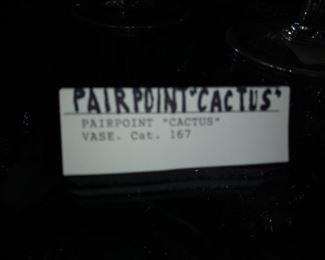 PAIRPOINT "CACTUS"
PAIRPOINT "CACTUS"
VASE. Cat. 167